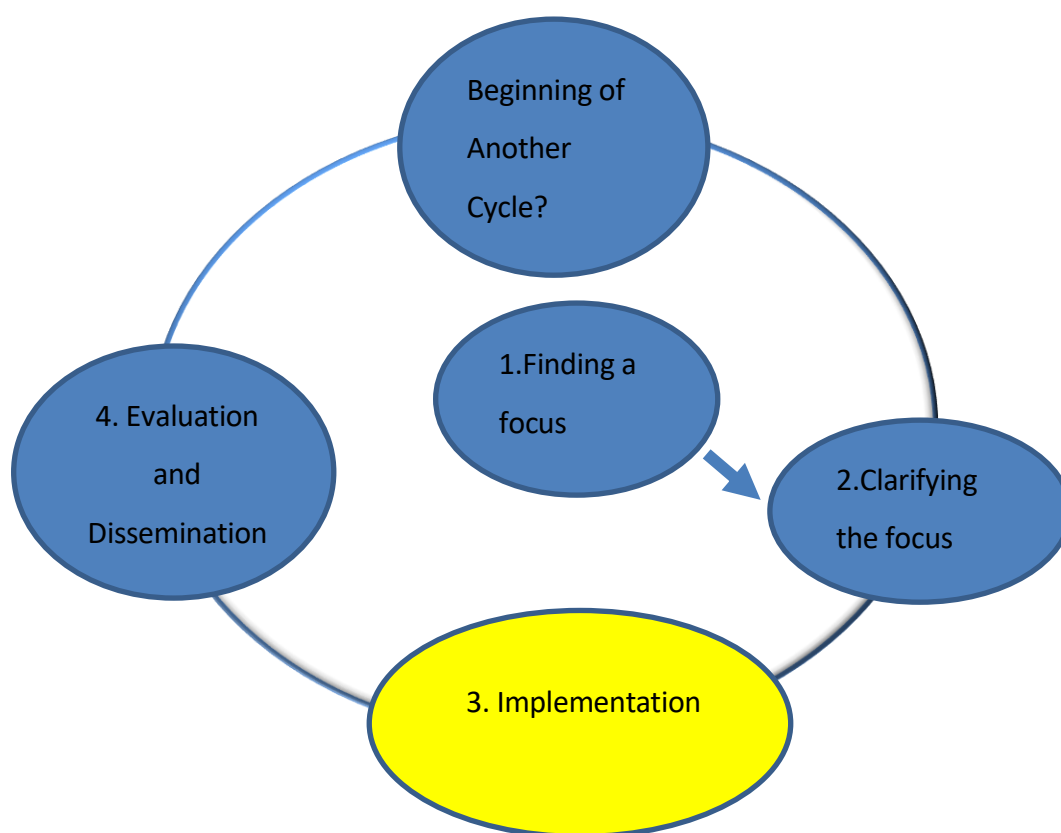 Beginning of
Another
Cycle?
1.Finding a
focus
2.Clarifying
the focus
3. Implementation
4. Evaluation
and
Dissemination